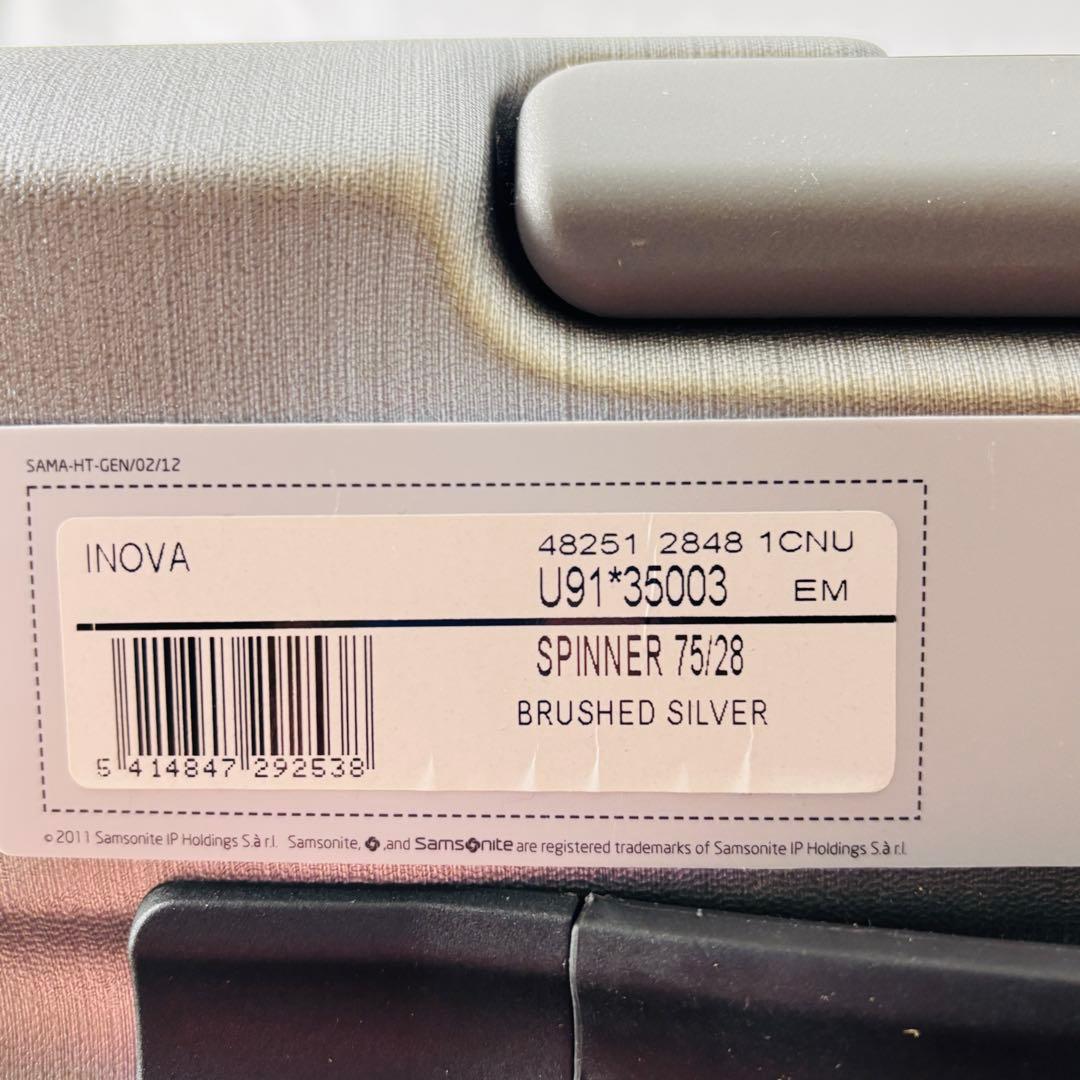 SAMA-HT-GEN/02/12
INOVA
48251 2848 1CNU
U91*35003 EM
SPINNER 75/28
BRUSHED SILVER
5 414847 292538
© 2011 Samsonite IP Holdings S.à r.l. Samsonite, ,and Samsonite are registered trademarks of Samsonite IP Holdings S.à r.l.